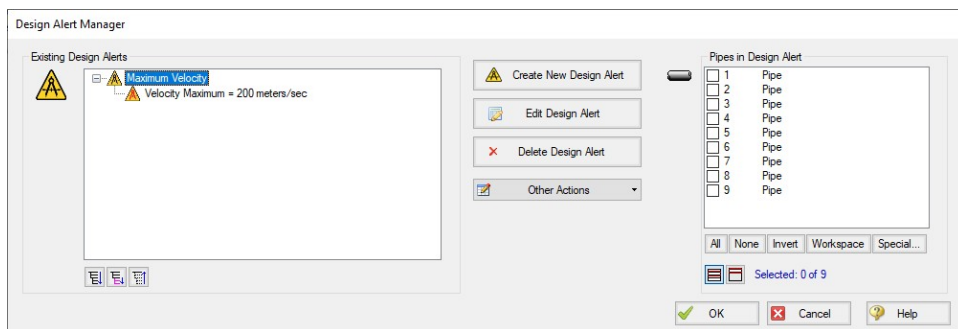 Design Alert Manager
Existing Design Alerts
Maximum Velocity
Velocity Maximum = 200 meters/sec
Create New Design Alert
Edit Design Alert
Delete Design Alert
Other Actions
Pipes in Design Alert
1 Pipe
2 Pipe
3 Pipe
4 Pipe
5 Pipe
6 Pipe
7 Pipe
8 Pipe
9 Pipe
All None Invert Workspace Special...
Selected: 0 of 9
OK Cancel Help